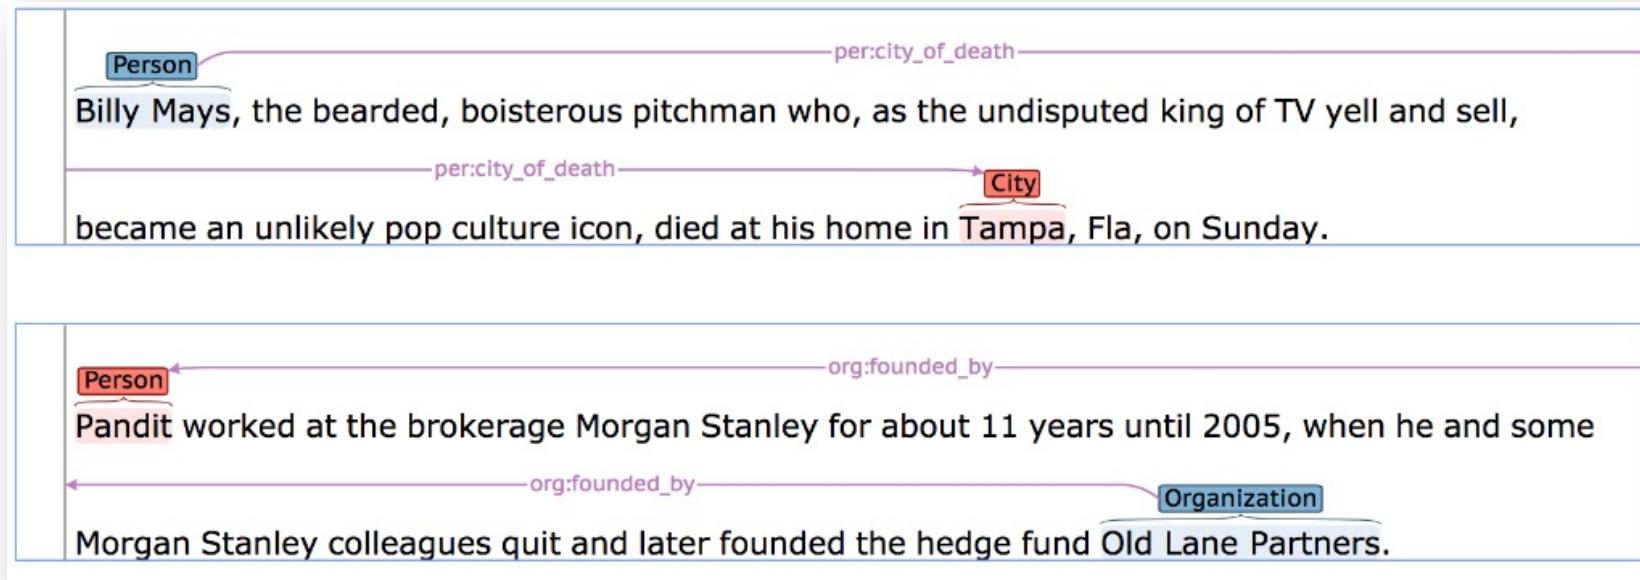 per:city_of_death
Person
Billy Mays, the bearded, boisterous pitchman who, as the undisputed king of TV yell and sell,
per:city_of_death
City
became an unlikely pop culture icon, died at his home in Tampa, Fla, on Sunday.
org:founded_by
Person
Pandit worked at the brokerage Morgan Stanley for about 11 years until 2005, when he and some
org:founded_by
Organization
Morgan Stanley colleagues quit and later founded the hedge fund Old Lane Partners.